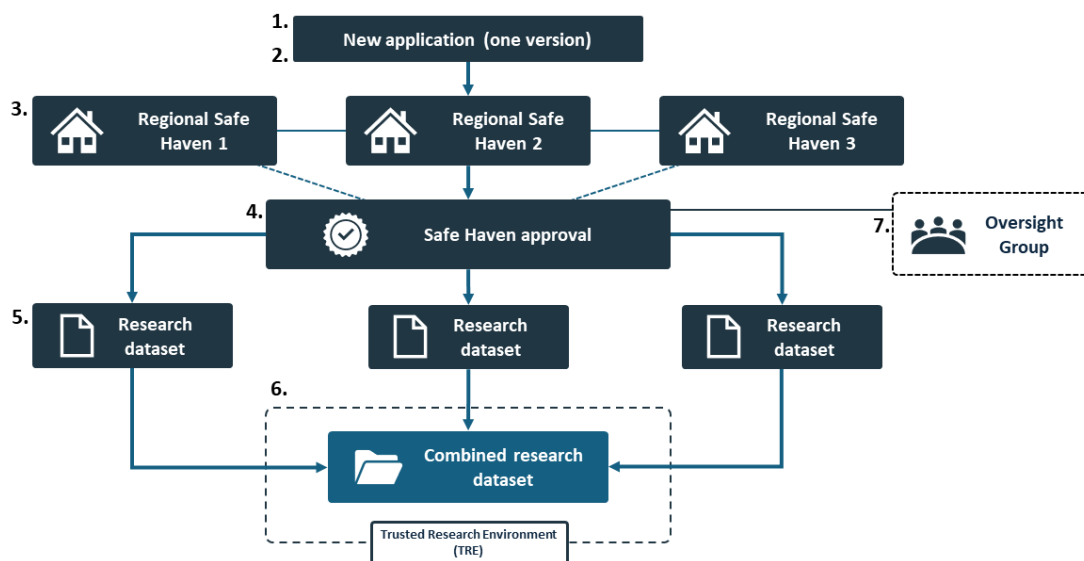 1.
New application (one version)
2.
3.
Regional Safe
Haven 1
Regional Safe
Haven 2
Regional Safe
Haven 3
4.
Safe Haven approval
7.
Oversight
Group
5.
Research
dataset
Research
dataset
Research
dataset
6.
Combined research
dataset
Trusted Research Environment
(TRE)